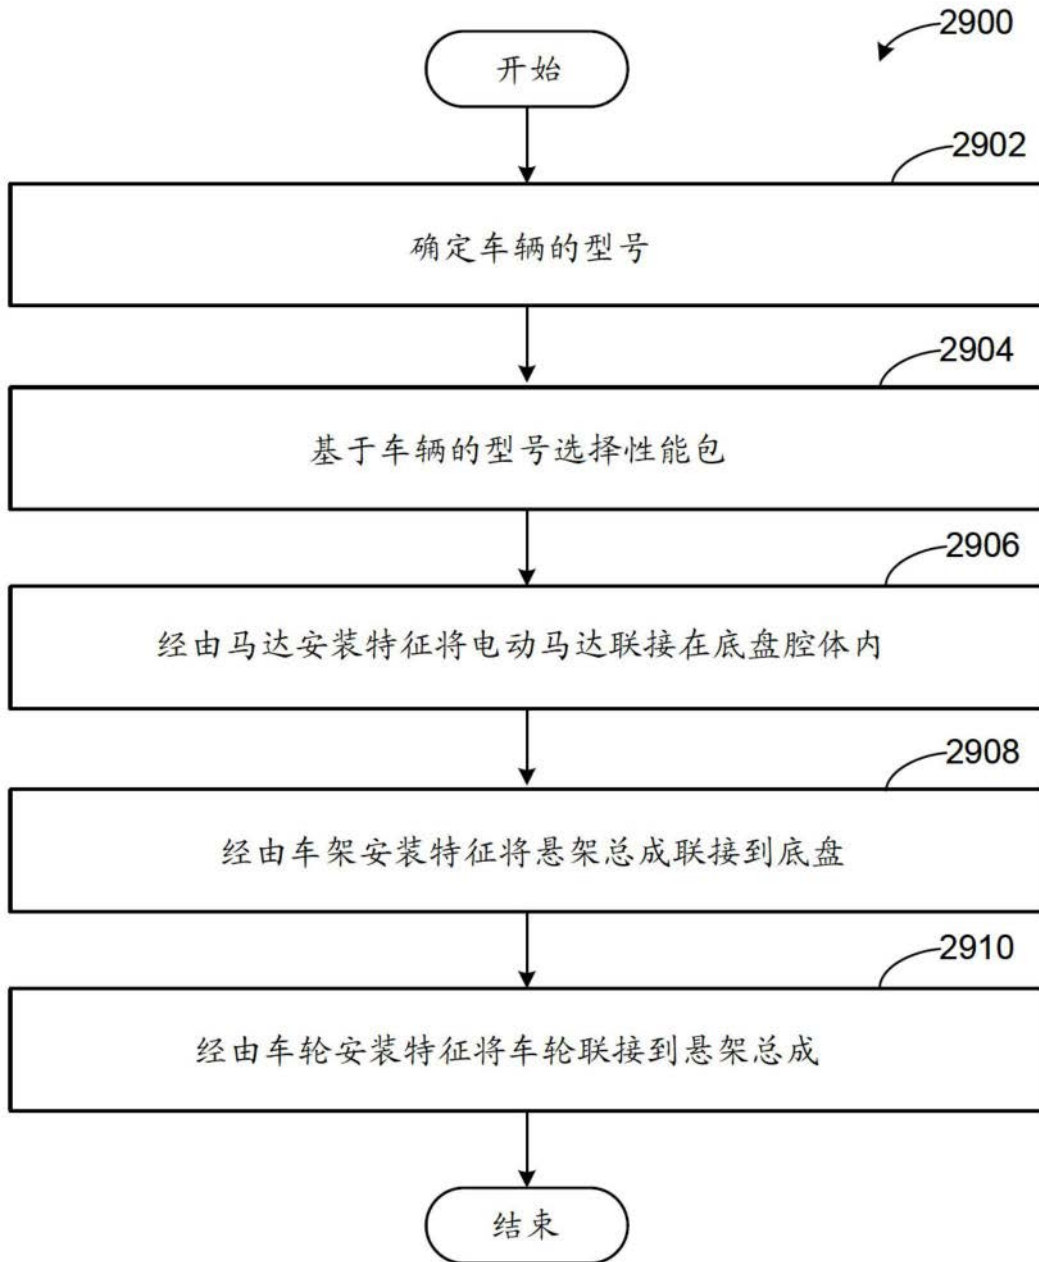 2900
开始
2902
确定车辆的型号
2904
基于车辆的型号选择性能包
2906
经由马达安装特征将电动马达联接在底盘腔体内
2908
经由车架安装特征将悬架总成联接到底盘
2910
经由车轮安装特征将车轮联接到悬架总成
结束